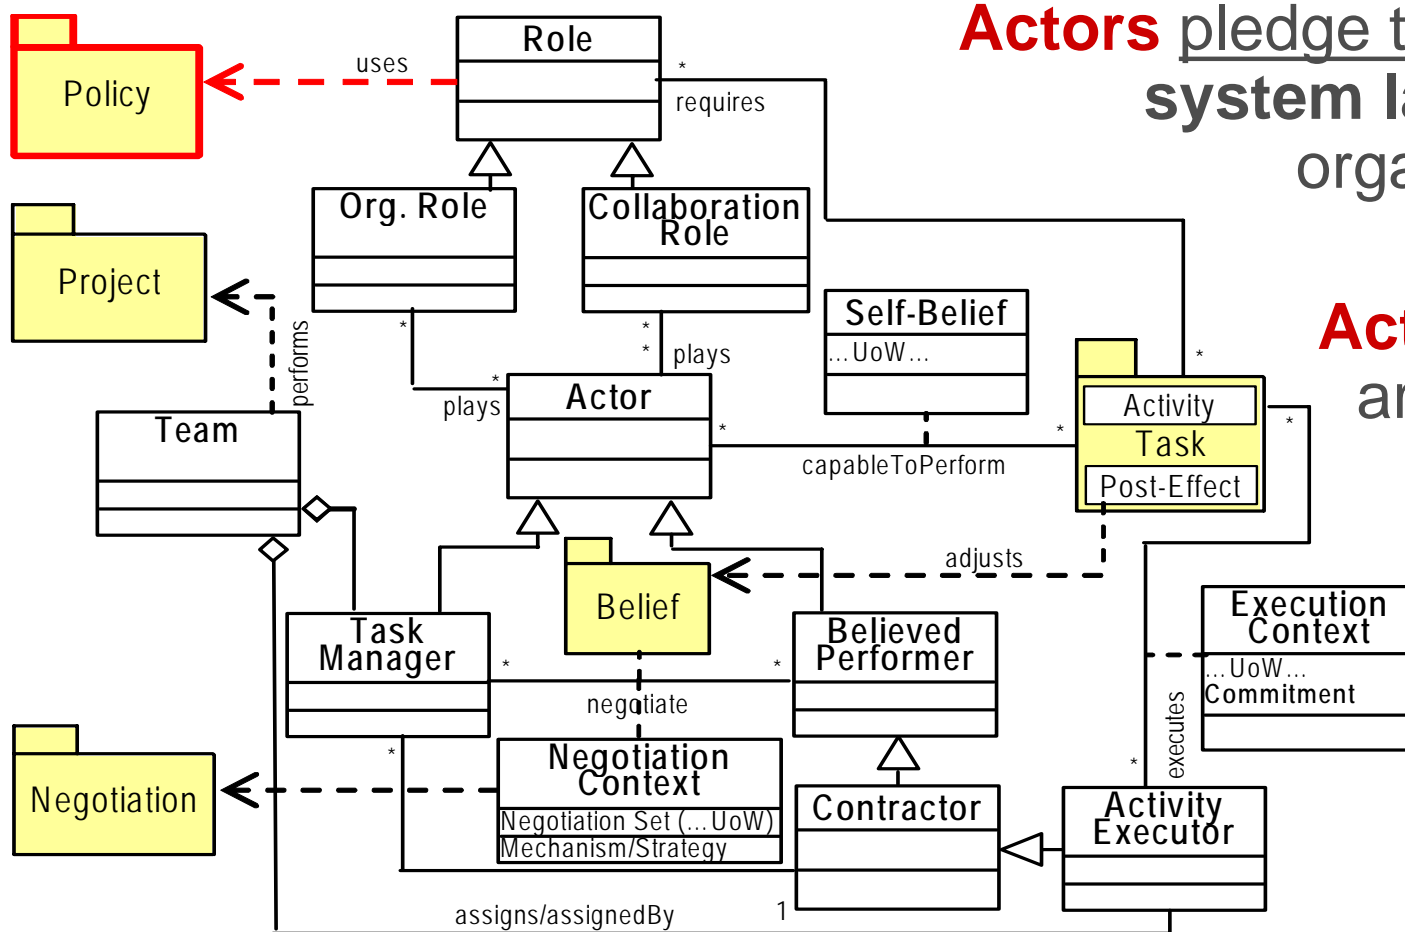 Role
Policy
uses
*
requires
Actors pledge t
system la
orga
Org. Role
Collaboration
Role
Project
performs
*
*
*
plays
Self-Belief
...UoW...
Act
ar
*
Activity
Task
Post-Effect
*
Team
*
plays
Actor
*
*
capableToPerform
adjusts
Belief
Task
Manager
*
*
negotiate
Believed
Performer
Execution
Context
...UoW...
Commitment
executes
*
Negotiation
*
Negotiation
Context
Negotiation Set (...UoW)
Mechanism/Strategy
Contractor
Activity
Executor
assigns/assignedBy
1